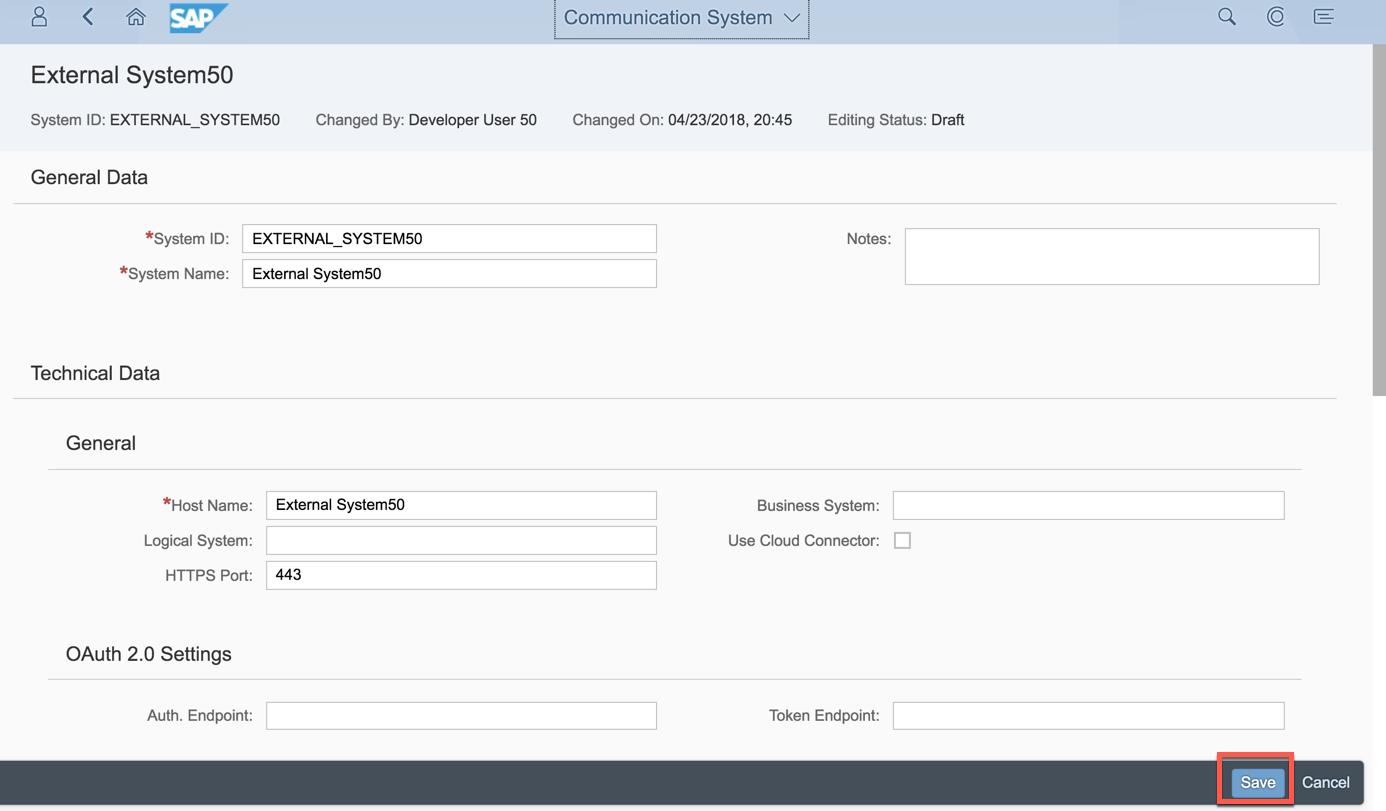 SAP
Communication System
External System50
System ID: EXTERNAL_SYSTEM50 Changed By: Developer User 50 Changed On: 04/23/2018, 20:45 Editing Status: Draft
General Data
*System ID: EXTERNAL_SYSTEM50 Notes:
*System Name: External System50
Technical Data
General
*Host Name: External System50 Business System:
Logical System: Use Cloud Connector:
HTTPS Port: 443
OAuth 2.0 Settings
Auth. Endpoint: Token Endpoint:
Save Cancel